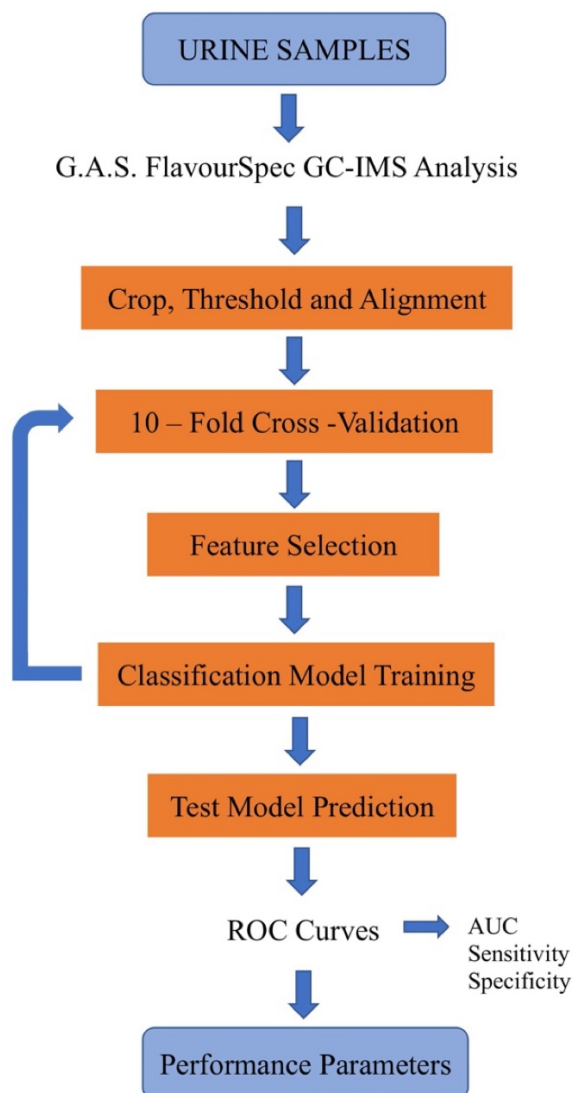 URINE SAMPLES
G.A.S. FlavourSpec GC-IMS Analysis
Crop, Threshold and Alignment
10 – Fold Cross -Validation
Feature Selection
Classification Model Training
Test Model Prediction
ROC Curves
AUC
Sensitivity
Specificity
Performance Parameters